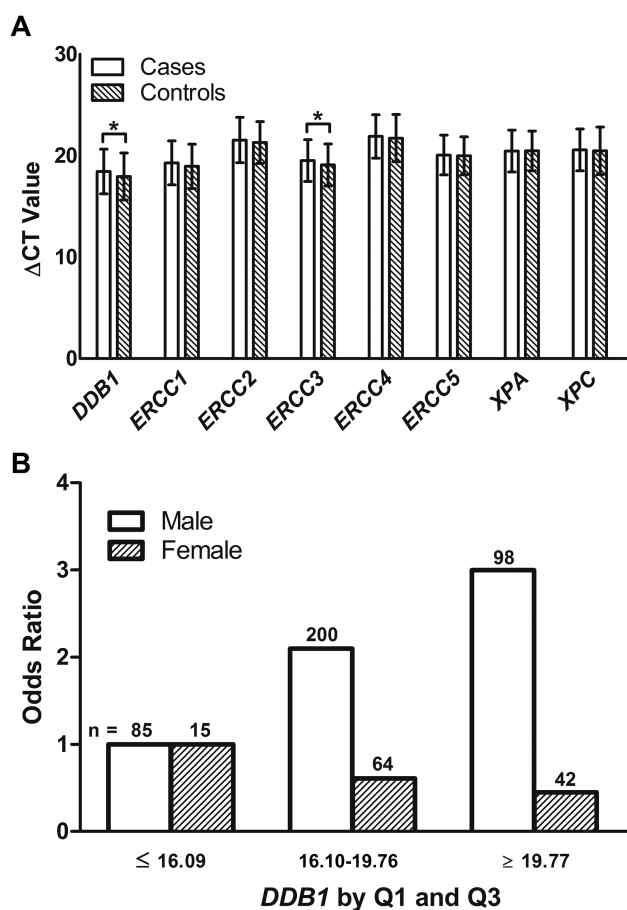 A
30
Cases
Controls
20
10
0
ΔCT Value
*
*
DDB1
ERCC1
ERCC2
ERCC3
ERCC4
ERCC5
XPA
XPC
B
4
3
2
1
0
Odds Ratio
Male
Female
n = 85 15
200
64
98
42
≤ 16.09
16.10-19.76
≥ 19.77
DDB1 by Q1 and Q3